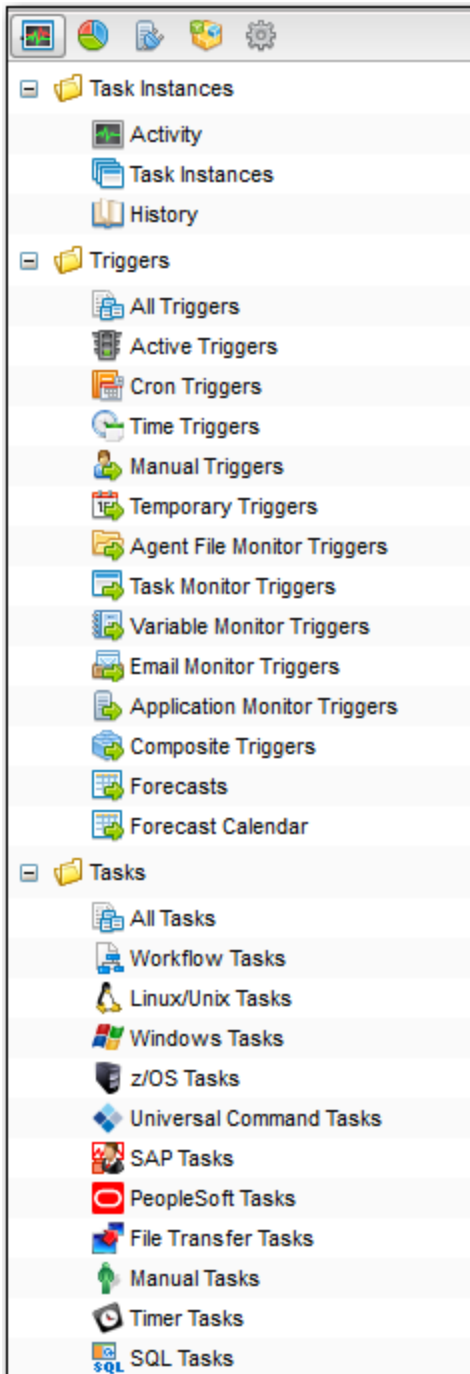 Task Instances
Activity
Task Instances
History
Triggers
All Triggers
Active Triggers
Cron Triggers
Time Triggers
Manual Triggers
Temporary Triggers
Agent File Monitor Triggers
Task Monitor Triggers
Variable Monitor Triggers
Email Monitor Triggers
Application Monitor Triggers
Composite Triggers
Forecasts
Forecast Calendar
Tasks
All Tasks
Workflow Tasks
Linux/Unix Tasks
Windows Tasks
z/OS Tasks
Universal Command Tasks
SAP Tasks
PeopleSoft Tasks
File Transfer Tasks
Manual Tasks
Timer Tasks
SQL SQL Tasks